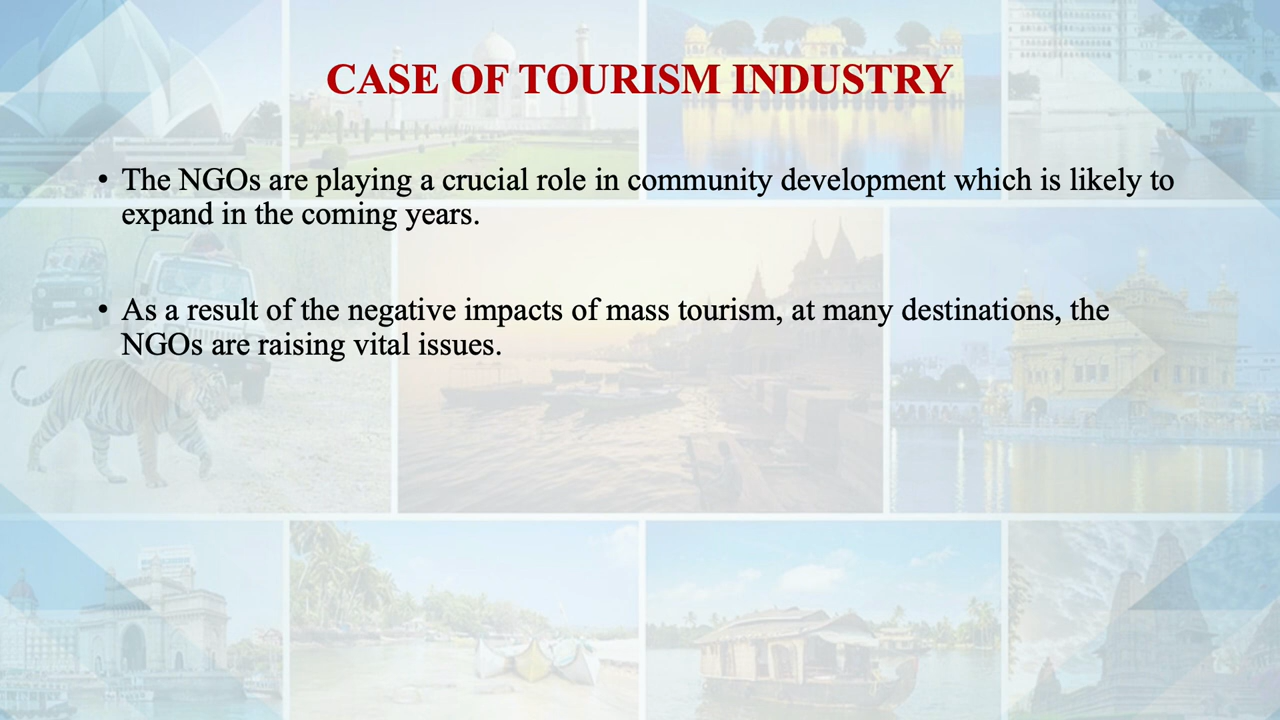 CASE OF TOURISM INDUSTRY
• The NGOs are playing a crucial role in community development which is likely to
expand in the coming years.
• As a result of the negative impacts of mass tourism, at many destinations, the
NGOs are raising vital issues.